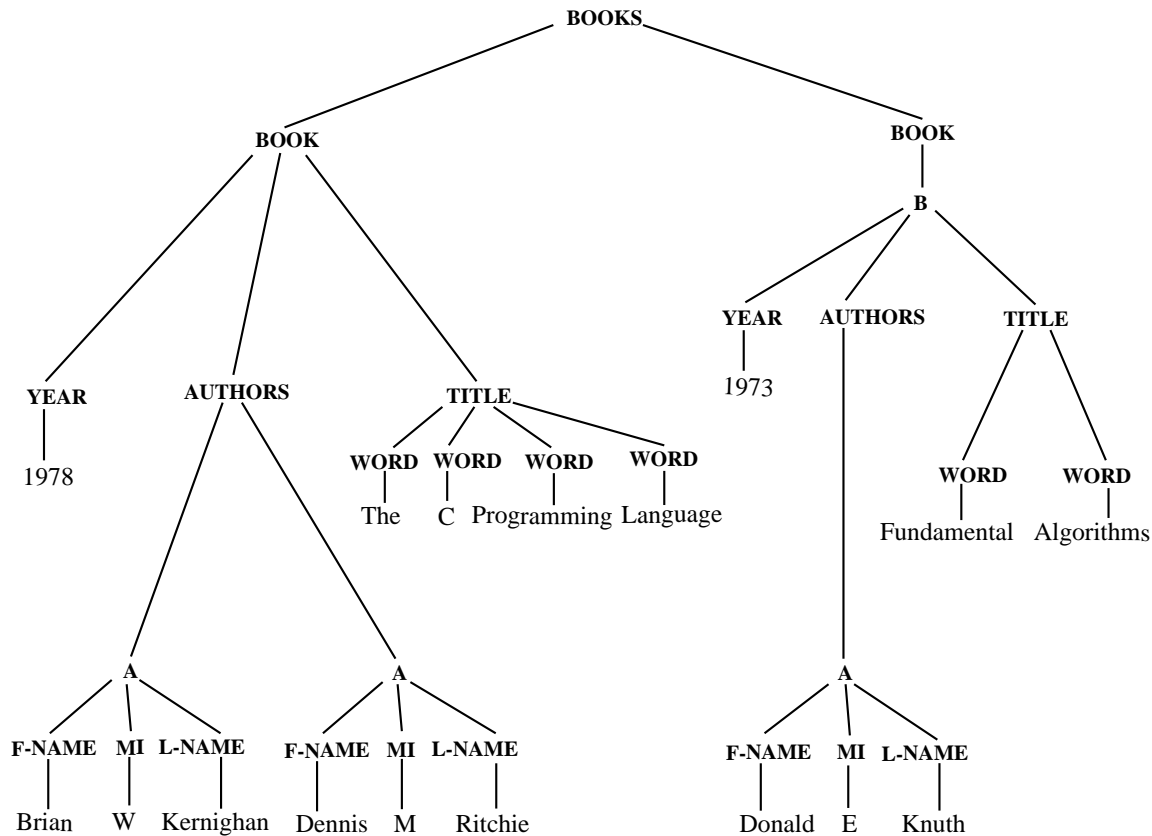 BOOKS
BOOK BOOK
B
YEAR AUTHORS TITLE
1973
YEAR AUTHORS TITLE
1978
WORD WORD WORD WORD
The C Programming Language
WORD WORD
Fundamental Algorithms
A A A
F-NAME MI L-NAME F-NAME MI L-NAME F-NAME MI L-NAME
Brian W Kernighan Dennis M Ritchie Donald E Knuth